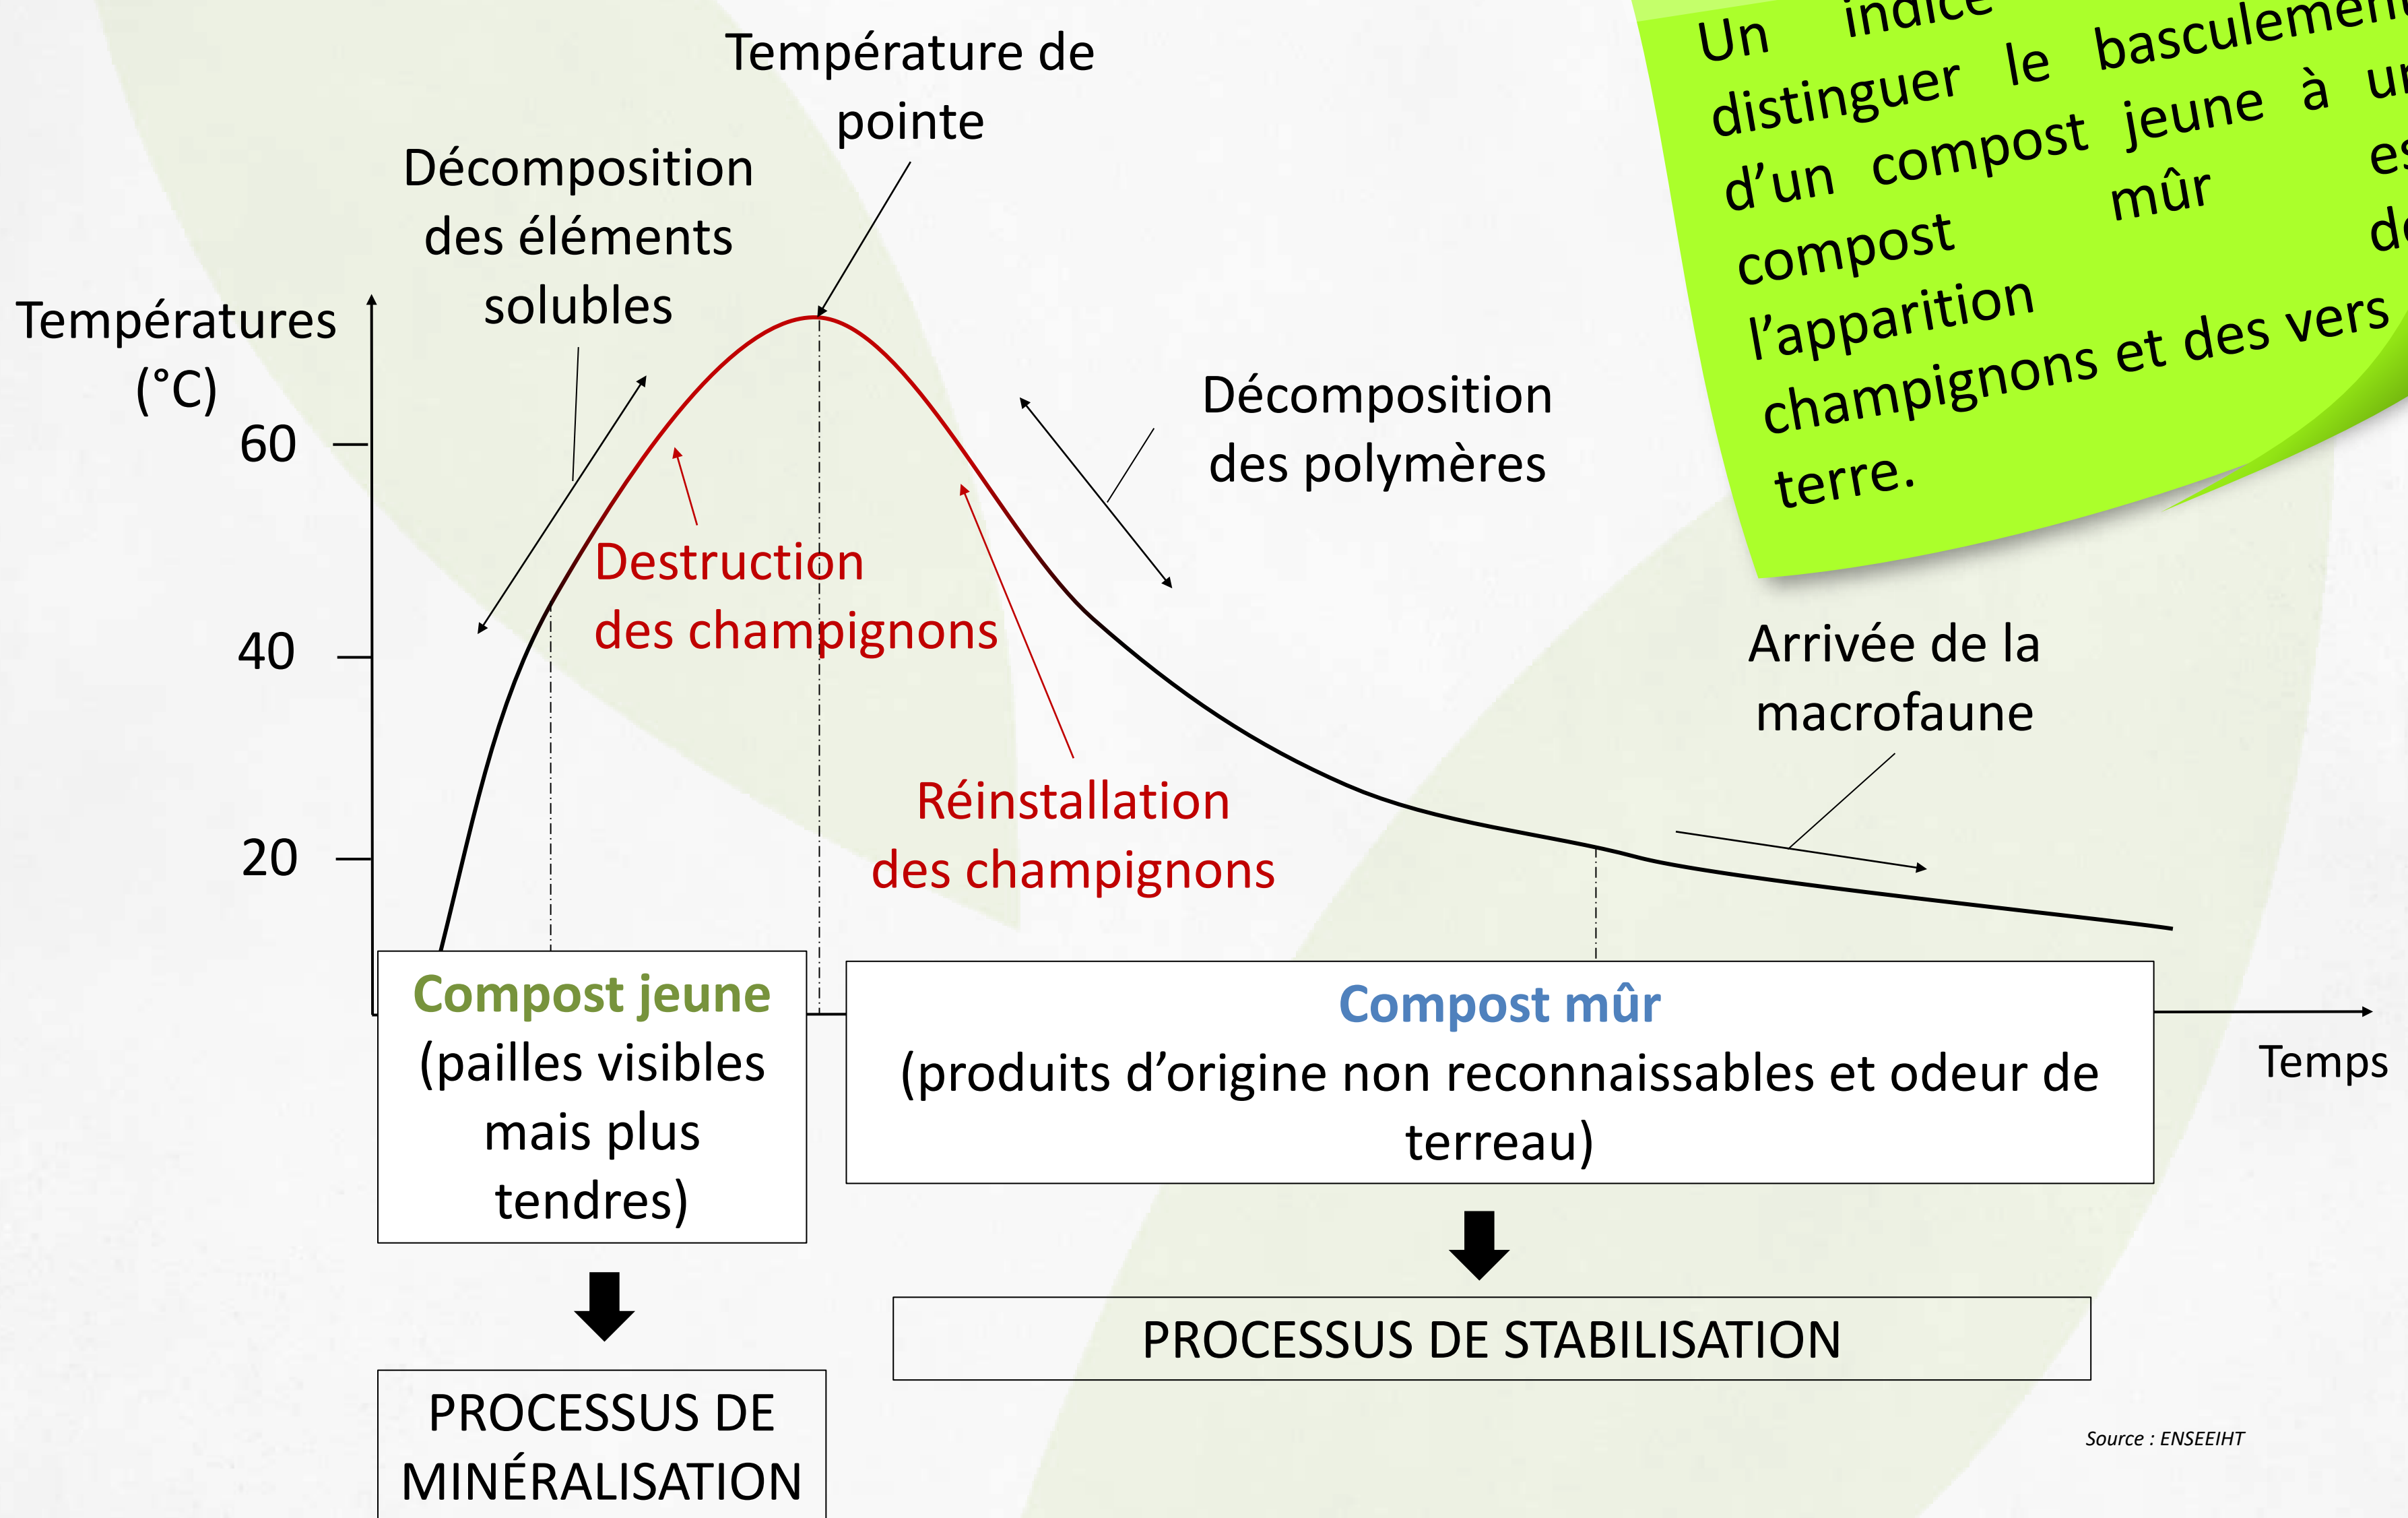 Température de
pointe
Un indice
distinguer le basculement
d'un compost jeune à un
compost mûr
l'apparition
champignons et des vers
terre.
Décomposition
des éléments
solubles
Températures
(°C)
60
40
20
Décomposition
des polymères
Destruction
des champignons
Réinstallation
des champignons
Arrivée de la
macrofaune
Compost jeune
(pailles visibles
mais plus
tendres)
Compost mûr
(produits d'origine non reconnaissables et odeur de
terreau)
Temps
PROCESSUS DE STABILISATION
PROCESSUS DE
MINÉRALISATION
Source : ENSEEIHT